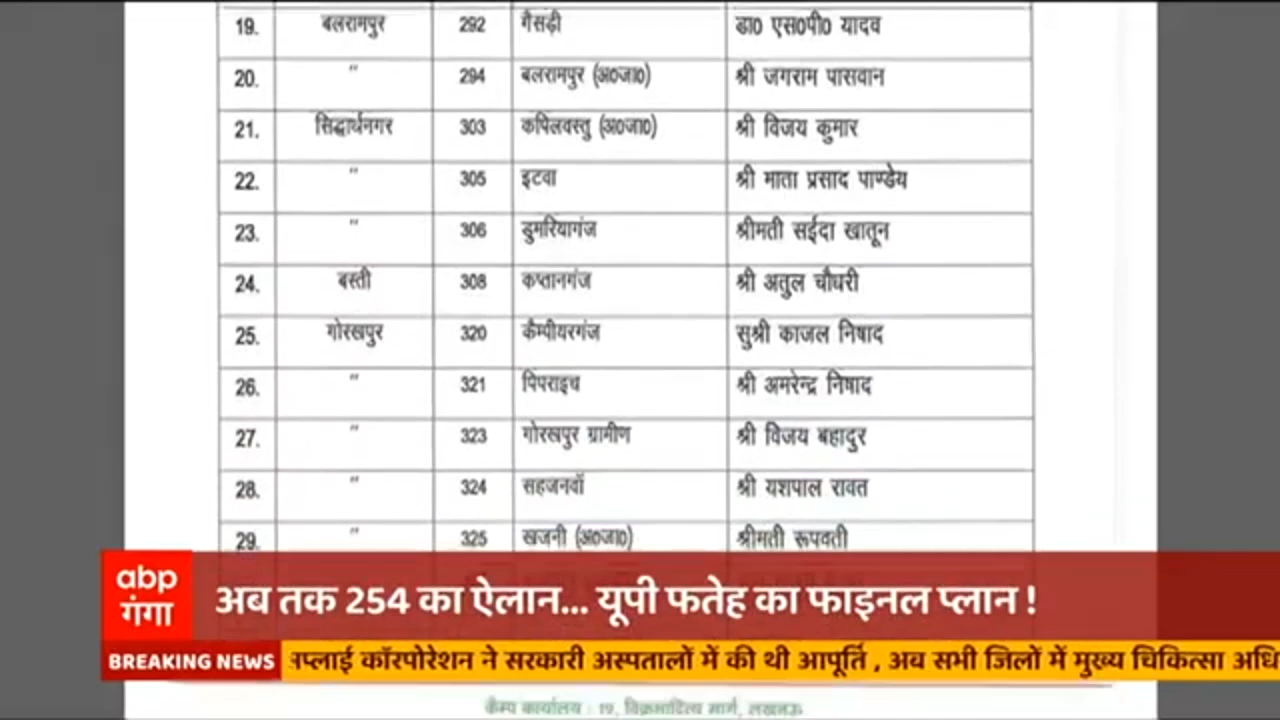 19. बलरामपुर 292 गैसड़ी डा0 एस0पी0 यादव
20. " 294 बलरामपुर (अ0जा0) श्री जगराम पासवान
21. सिद्धार्थनगर 303 कपिलवस्तु (अ0जा0) श्री विजय कुमार
22. " 305 इटवा श्री माता प्रसाद पाण्डेय
23. " 306 डुमरियागंज श्रीमती सईदा खातून
24. बस्ती 308 कप्तानगंज श्री अतुल चौधरी
25. गोरखपुर 320 कैम्पीयरगंज सुश्री काजल निषाद
26. " 321 पिपराइच श्री अमरेन्द्र निषाद
27. " 323 गोरखपुर ग्रामीण श्री विजय बहादुर
28. " 324 सहजनवॉ श्री यशपाल रावत
29. " 325 खजनी (अ0जा0) श्रीमती रूपवती
abp गंगा
अब तक 254 का ऐलान... यूपी फतेह का फाइनल प्लान !
BREAKING NEWS
प्लाई कॉरपोरेशन ने सरकारी अस्पतालों में की थी आपूर्ति , अब सभी जिलों में मुख्य चिकित्सा अधि
कैम्प कार्यालय : 19, विक्रमादित्य मार्ग, लखनऊ